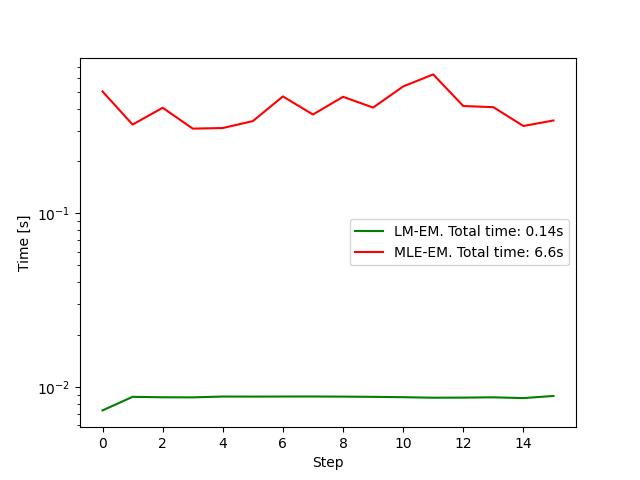 10⁻¹
10⁻²
Time [s]
LM-EM. Total time: 0.14s
MLE-EM. Total time: 6.6s
0 2 4 6 8 10 12 14
Step